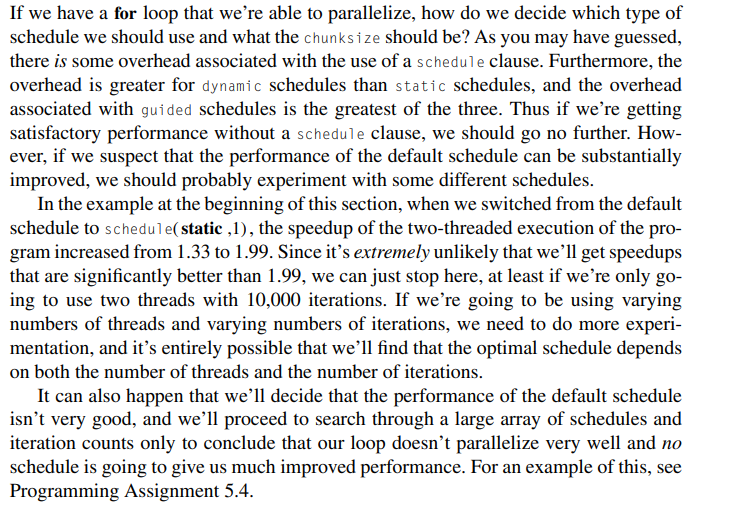 If we have a for loop that we're able to parallelize, how do we decide which type of
schedule we should use and what the chunksize should be? As you may have guessed,
there is some overhead associated with the use of a schedule clause. Furthermore, the
overhead is greater for dynamic schedules than static schedules, and the overhead
associated with guided schedules is the greatest of the three. Thus if we're getting
satisfactory performance without a schedule clause, we should go no further. How-
ever, if we suspect that the performance of the default schedule can be substantially
improved, we should probably experiment with some different schedules.
In the example at the beginning of this section, when we switched from the default
schedule to schedule(static ,1), the speedup of the two-threaded execution of the pro-
gram increased from 1.33 to 1.99. Since it's extremely unlikely that we'll get speedups
that are significantly better than 1.99, we can just stop here, at least if we're only go-
ing to use two threads with 10,000 iterations. If we're going to be using varying
numbers of threads and varying numbers of iterations, we need to do more experi-
mentation, and it's entirely possible that we'll find that the optimal schedule depends
on both the number of threads and the number of iterations.
It can also happen that we'll decide that the performance of the default schedule
isn't very good, and we'll proceed to search through a large array of schedules and
iteration counts only to conclude that our loop doesn't parallelize very well and no
schedule is going to give us much improved performance. For an example of this, see
Programming Assignment 5.4.